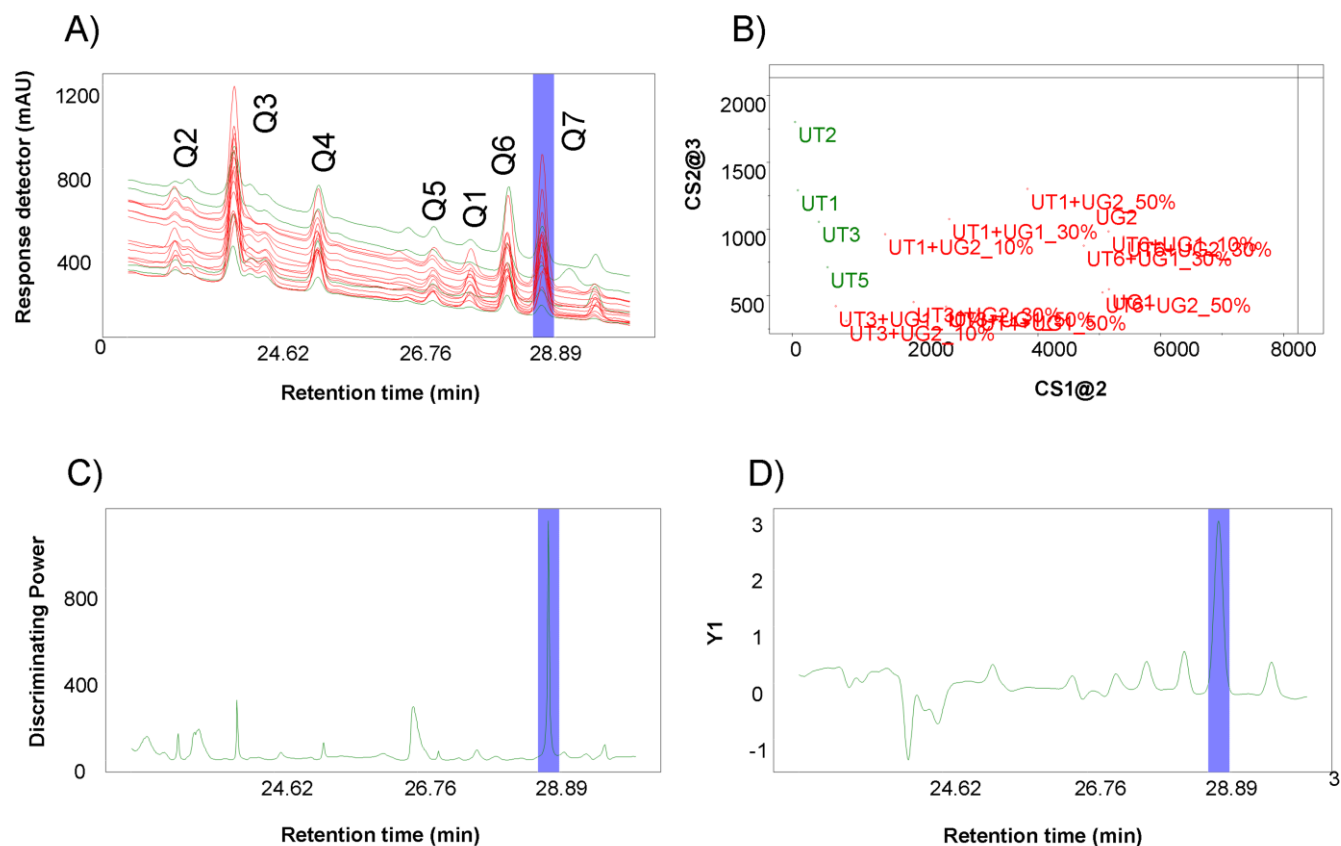 A)
Response detector (mAU)
1200
800
400
0
Q2
Q3
Q4
Q5
Q1
Q6
Q7
24.62
26.76
28.89
Retention time (min)
B)
CS2@3
2000
1500
1000
500
UT2
UT1
UT3
UT5
UT1+UG2_50%
UG2
UT1+UG1_30%
UT1+UG2_10%
UT6+UG1_10%
UT6+UG1_30%
UG1
UT6+UG2_50%
UT3+UG2_30%
UT3+UG2_10%
0
2000
4000
6000
8000
CS1@2
C)
Discriminating Power
800
400
0
24.62
26.76
28.89
Retention time (min)
D)
Y1
3
2
1
0
-1
24.62
26.76
28.89
3
Retention time (min)